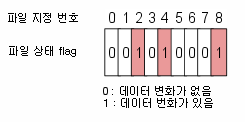 파일 지정 번호 0 1 2 3 4 5 6 7 8
파일 상태 flag 0 0 1 0 1 0 0 0 1
0 : 데이터 변화가 없음
1 : 데이터 변화가 있음